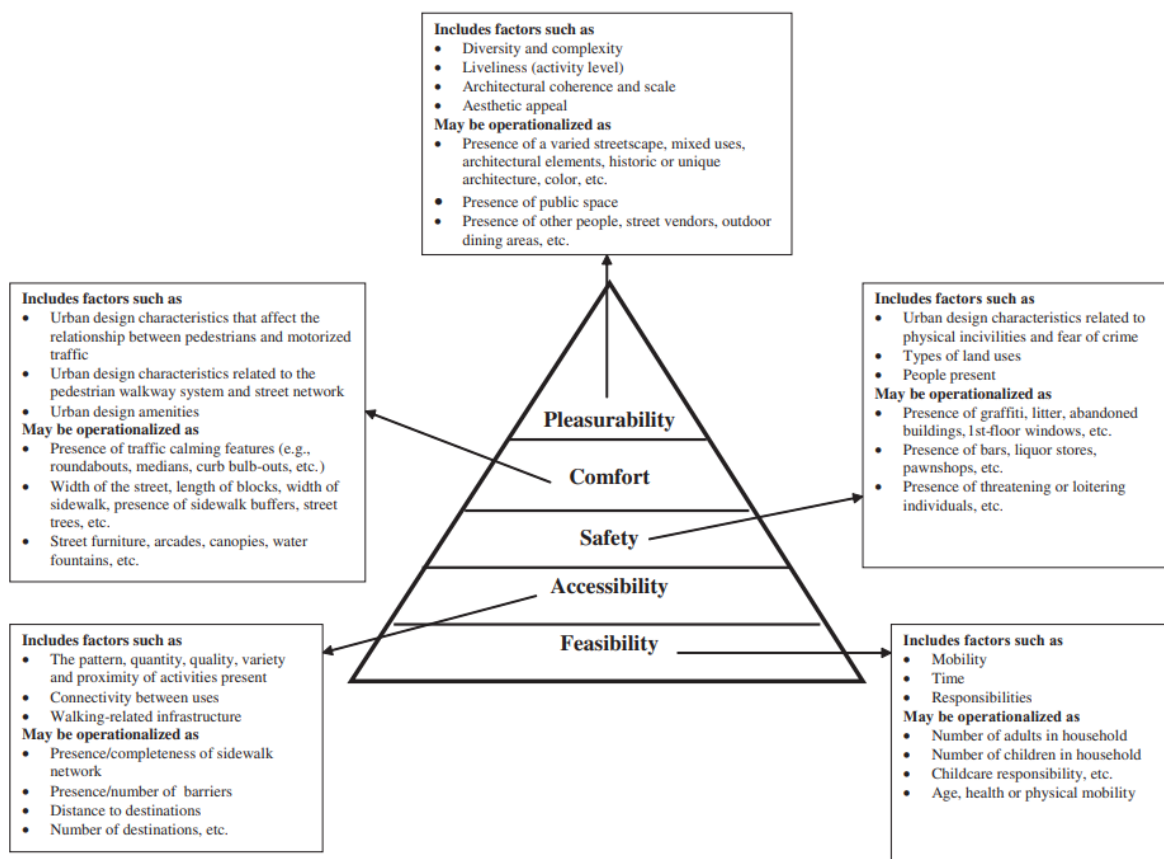 Includes factors such as
• Diversity and complexity
• Liveliness (activity level)
• Architectural coherence and scale
• Aesthetic appeal
May be operationalized as
• Presence of a varied streetscape, mixed uses,
architectural elements, historic or unique
architecture, color, etc.
• Presence of public space
• Presence of other people, street vendors, outdoor
dining areas, etc.
Includes factors such as
• Urban design characteristics that affect the
relationship between pedestrians and motorized
traffic
• Urban design characteristics related to the
pedestrian walkway system and street network
• Urban design amenities
May be operationalized as
• Presence of traffic calming features (e.g.,
roundabouts, medians, curb bulb-outs, etc.)
• Width of the street, length of blocks, width of
sidewalk, presence of sidewalk buffers, street
trees, etc.
• Street furniture, arcades, canopies, water
fountains, etc.
Includes factors such as
• Urban design characteristics related to
physical incivilities and fear of crime
• Types of land uses
• People present
May be operationalized as
• Presence of graffiti, litter, abandoned
buildings, 1st-floor windows, etc.
• Presence of bars, liquor stores,
pawnshops, etc.
• Presence of threatening or loitering
individuals, etc.
Pleasurability
Comfort
Safety
Accessibility
Feasibility
Includes factors such as
• The pattern, quantity, quality, variety
and proximity of activities present
• Connectivity between uses
• Walking-related infrastructure
May be operationalized as
• Presence/completeness of sidewalk
network
• Presence/number of barriers
• Distance to destinations
• Number of destinations, etc.
Includes factors such as
• Mobility
• Time
• Responsibilities
May be operationalized as
• Number of adults in household
• Number of children in household
• Childcare responsibility, etc.
• Age, health or physical mobility